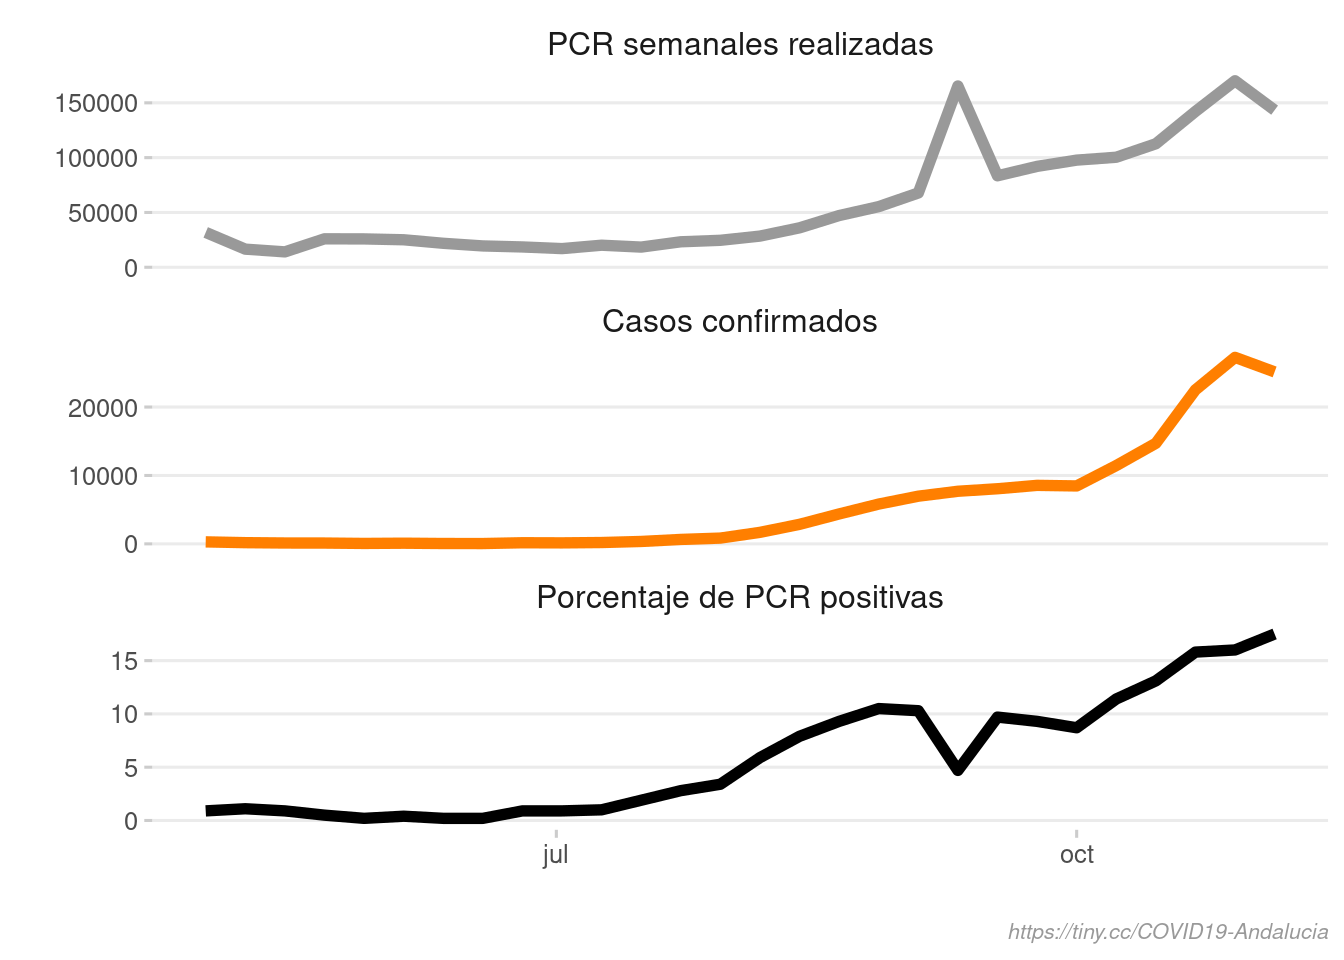 PCR semanales realizadas
150000
100000
50000
0
Casos confirmados
20000
10000
0
Porcentaje de PCR positivas
15
10
5
0
jul oct
https://tiny.cc/COVID19-Andalucia